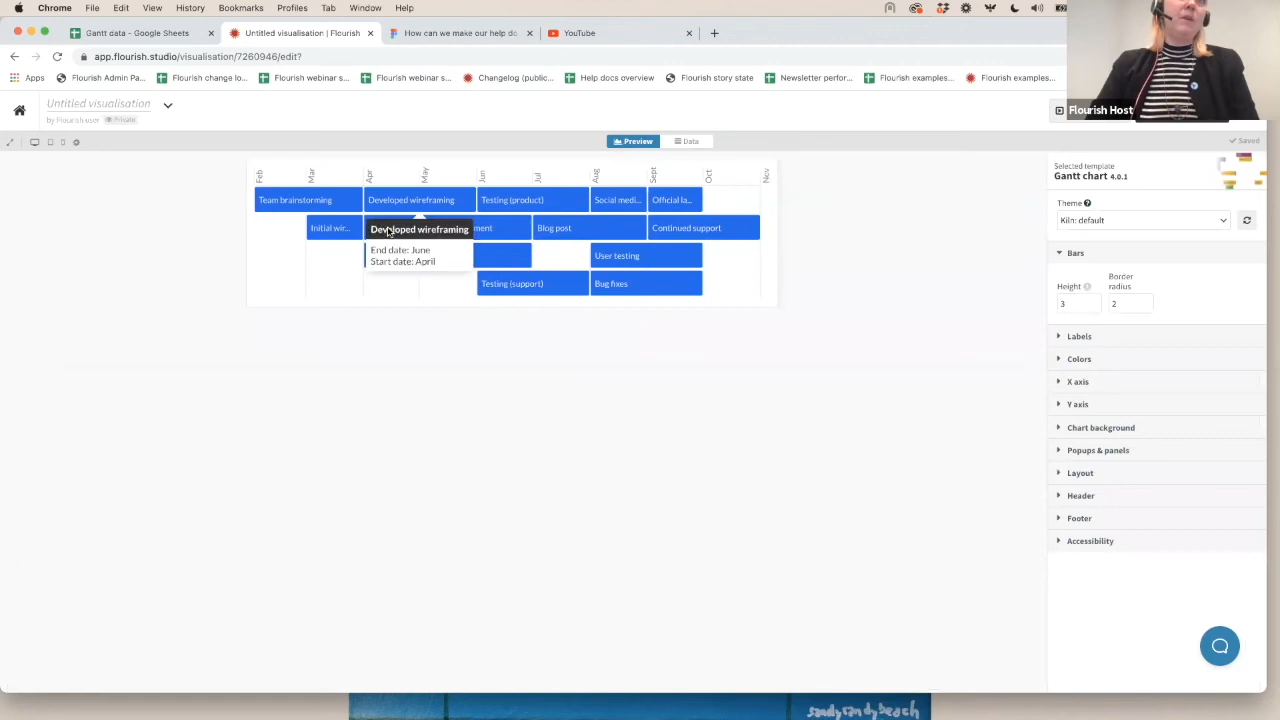 Chrome File Edit View History Bookmarks Profiles Tab Window Help
Gantt data - Google Sheets
Untitled visualisation | Flourish
How can we make our help do
YouTube
app.flourish.studio/visualisation/7260946/edit?
Apps
Flourish Admin Pa...
Flourish change lo...
Flourish webinar s...
Flourish webinar s...
Changelog (public...
Help docs overview
Flourish story state
Newsletter perfor...
Flourish examples...
Flourish examples...
Untitled visualisation
by Flourish user Private
Flourish Host
Preview
Data
Saved
Feb
Mar
Apr
May
Jun
Jul
Aug
Sept
Oct
Nov
Team brainstorming
Developed wireframing
Testing (product)
Social medi...
Official la...
Initial wir...
ment
Blog post
Continued support
User testing
Testing (support)
Bug fixes
Developed wireframing
End date: June
Start date: April
Selected template
Gantt chart 4.0.1
Theme
Kiln: default
Bars
Height
Border
radius
3
2
Labels
Colors
X axis
Y axis
Chart background
Popups & panels
Layout
Header
Footer
Accessibility
sandysandybeach